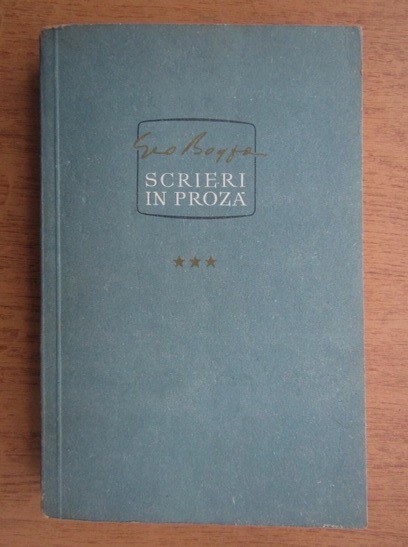 Geo Bogza
SCRIERI
IN PROZĂ
★★★